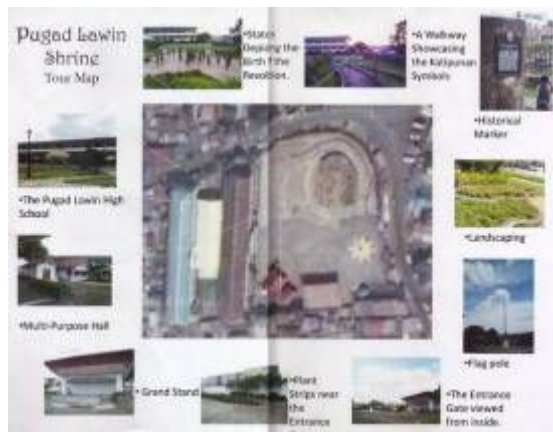 Pugad Lawin
Shrine
Tour Map
•Statue
Depicting the
Birth f the
Revoltion.
•A Walkway
Showcasing
the Katipunan
Symbols
•Historical
Marker
•The Pugad Lawin High
School
•Landscaping
•Multi-Purpose Hall
•Flag pole
• Grand Stand
•Plant
Strips near
the
Entrance
•The Entrance
Gate viewed
from inside.